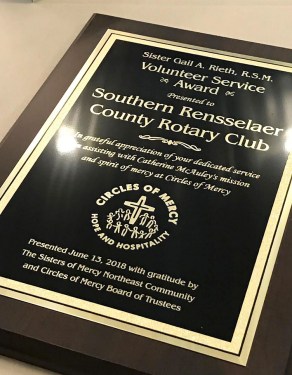 Sister Gail A. Rieth, R.S.M.
Volunteer Service
Award
Presented to
Southern Rensselaer
County Rotary Club
In grateful appreciation of your dedicated service
in assisting with Catherine McAuley's mission
and spirit of mercy at Circles of Mercy
CIRCLES OF MERCY
HOPE AND HOSPITALITY
Presented June 13, 2018 with gratitude by
The Sisters of Mercy Northeast Community
and Circles of Mercy Board of Trustees